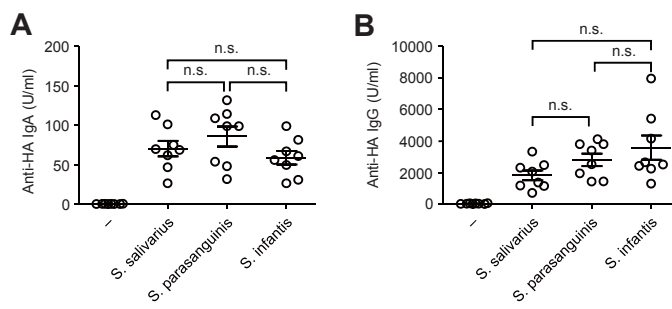 A
B
n.s.
n.s.
n.s.
n.s.
n.s.
n.s.
Anti-HA IgA (U/ml)
200
150
100
50
0
Anti-HA IgG (U/ml)
10000
8000
6000
4000
2000
0
–
S. salivarius
S. parasanguinis
S. infantis
–
S. salivarius
S. parasanguinis
S. infantis